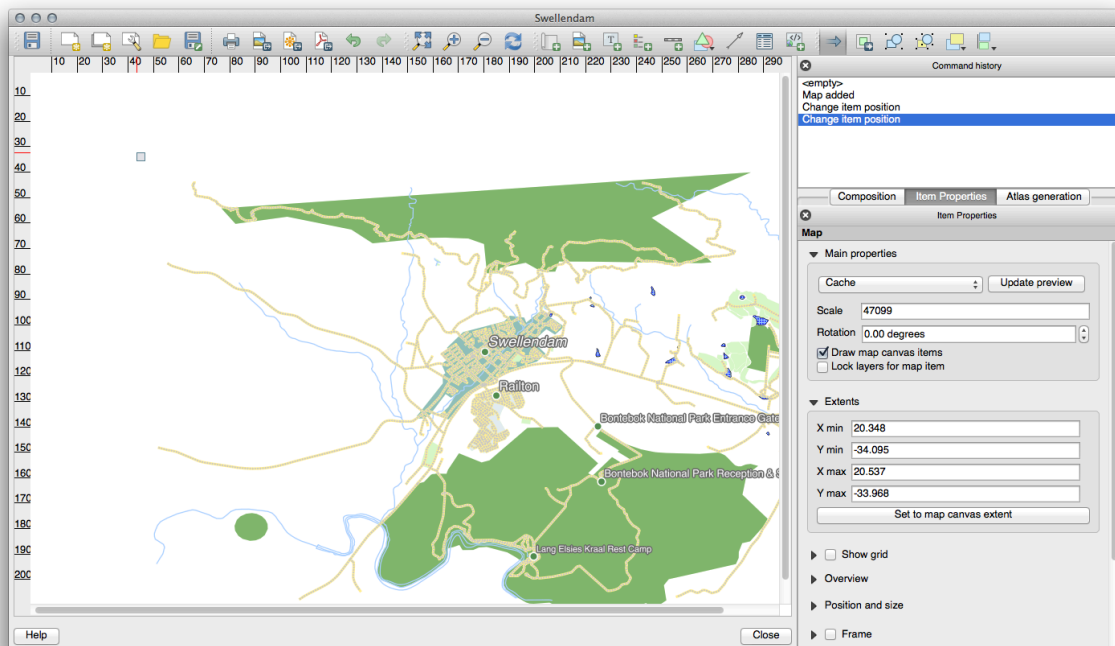 Swellendam
10 20 30 40 50 60 70 80 90 100 110 120 130 140 150 160 170 180 190 200 210 220 230 240 250 260 270 280 290
10
20
30
40
50
60
70
80
90
100
110
120
130
140
150
160
170
180
190
200
Swellendam
Railton
Bontebok National Park Entrance Gate
Bontebok National Park Reception &
Lang Elsies Kraal Rest Camp
Help
Close
Command history
<empty>
Map added
Change item position
Change item position
Composition
Item Properties
Atlas generation
Item Properties
Map
Main properties
Cache
Update preview
Scale 47099
Rotation 0.00 degrees
Draw map canvas items
Lock layers for map item
Extents
X min 20.348
Y min -34.095
X max 20.537
Y max -33.968
Set to map canvas extent
Show grid
Overview
Position and size
Frame